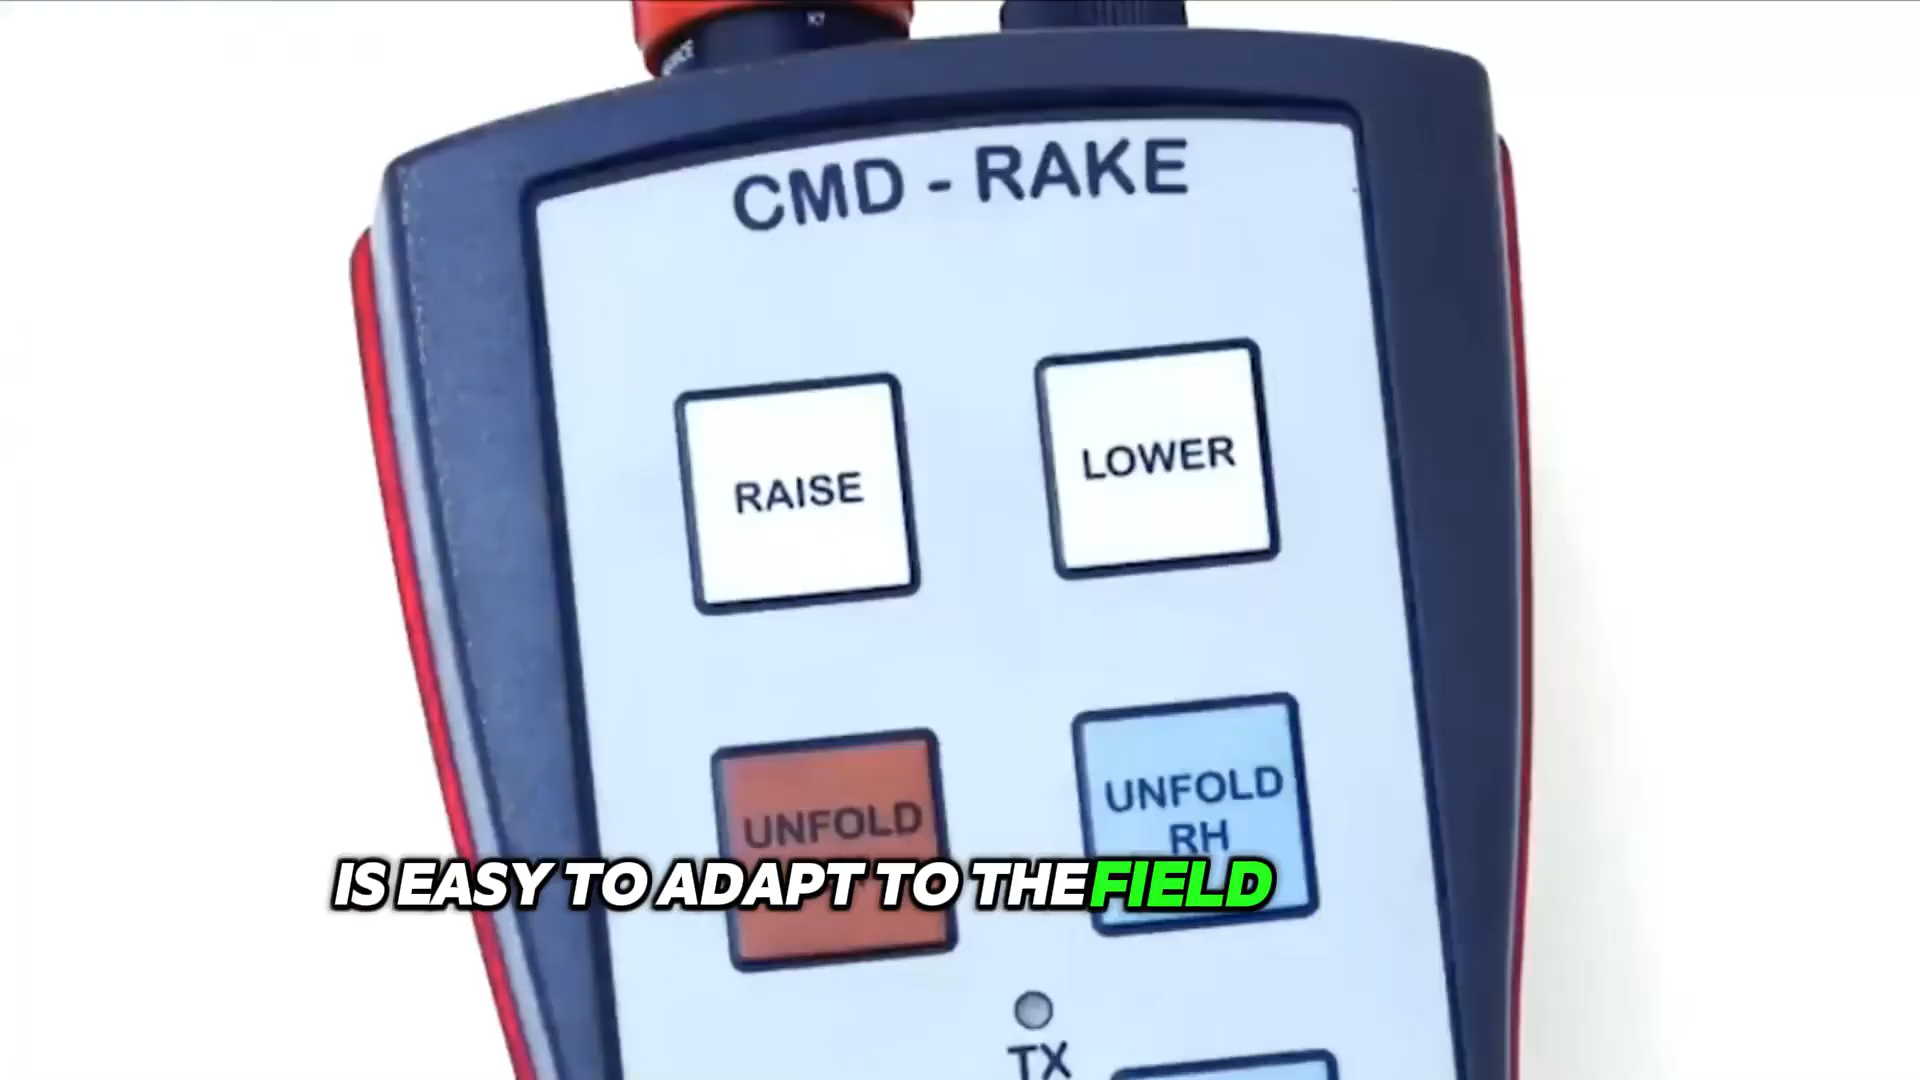 CMD - RAKE
RAISE
LOWER
UNFOLD
UNFOLD
RH
IS EASY TO ADAPT TO THE FIELD
TX